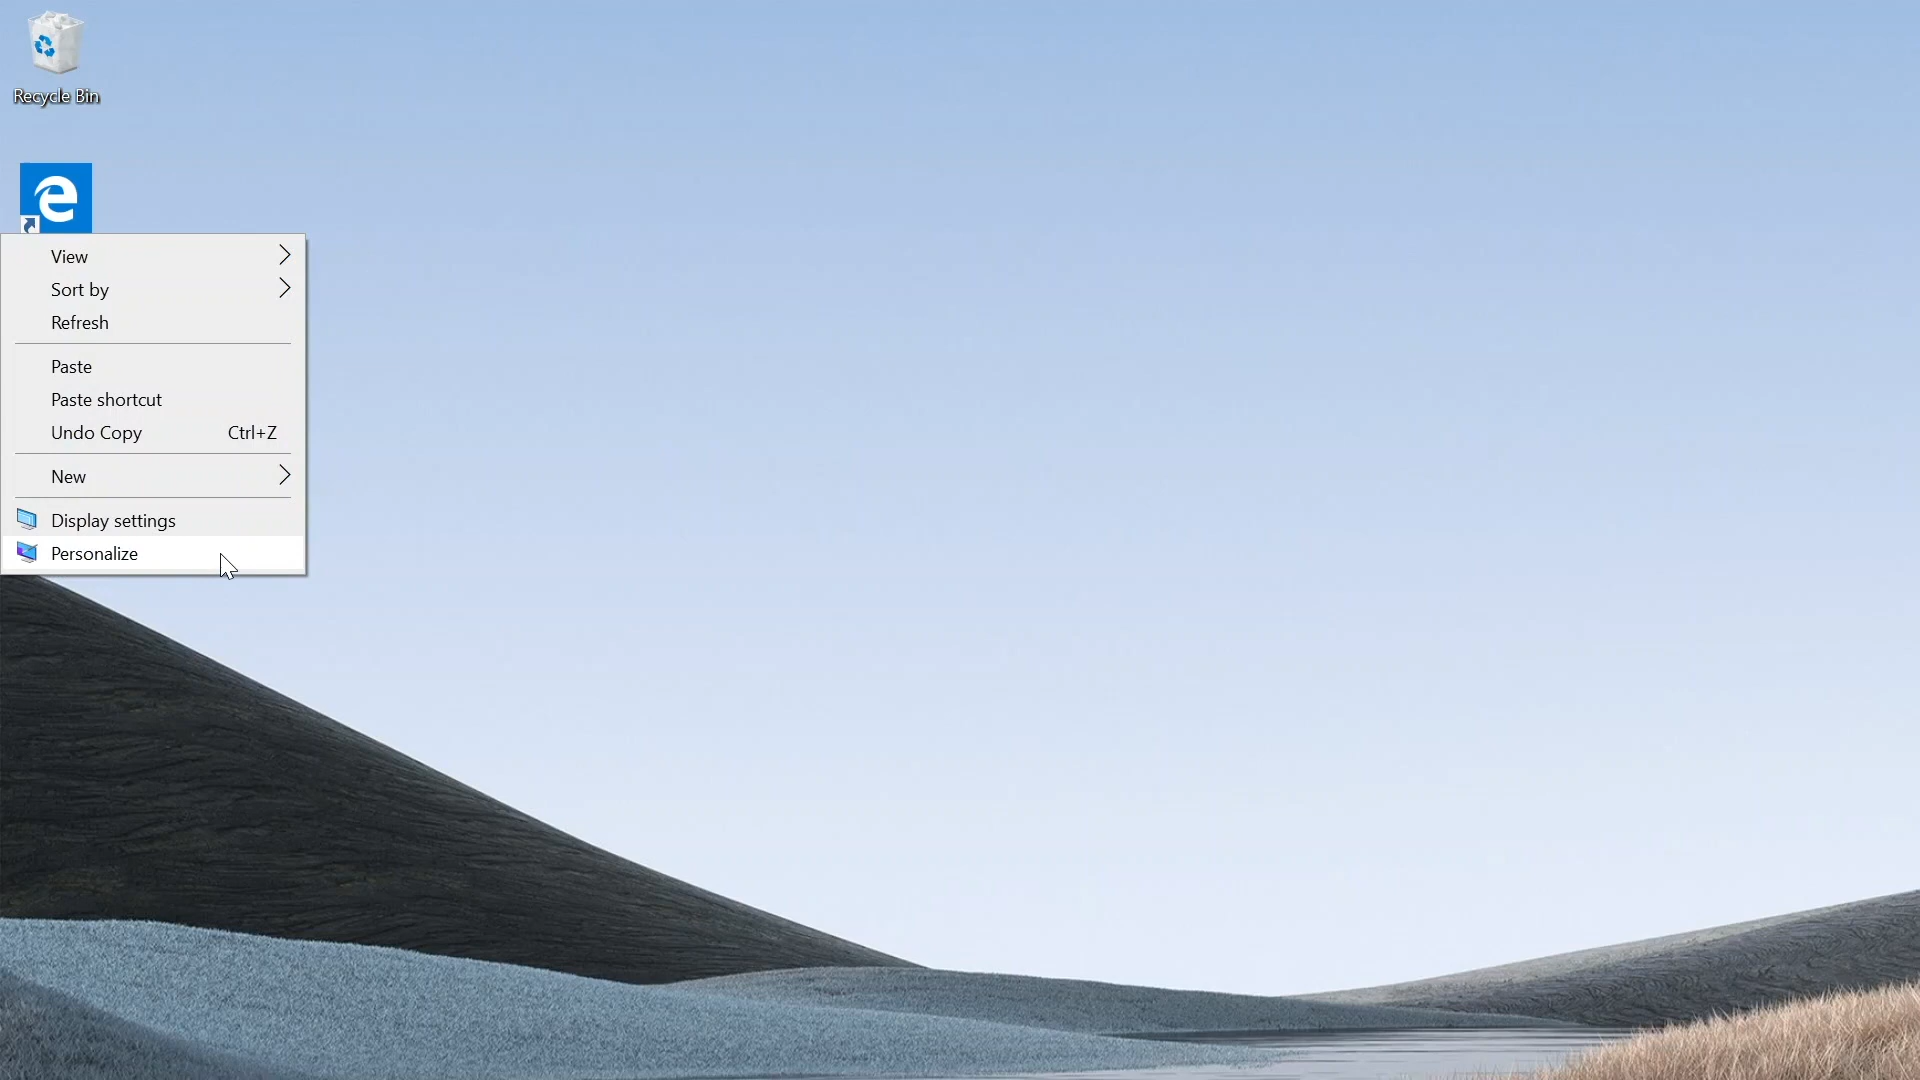 Recycle Bin
View
Sort by
Refresh
Paste
Paste shortcut
Undo Copy Ctrl+Z
New
Display settings
Personalize